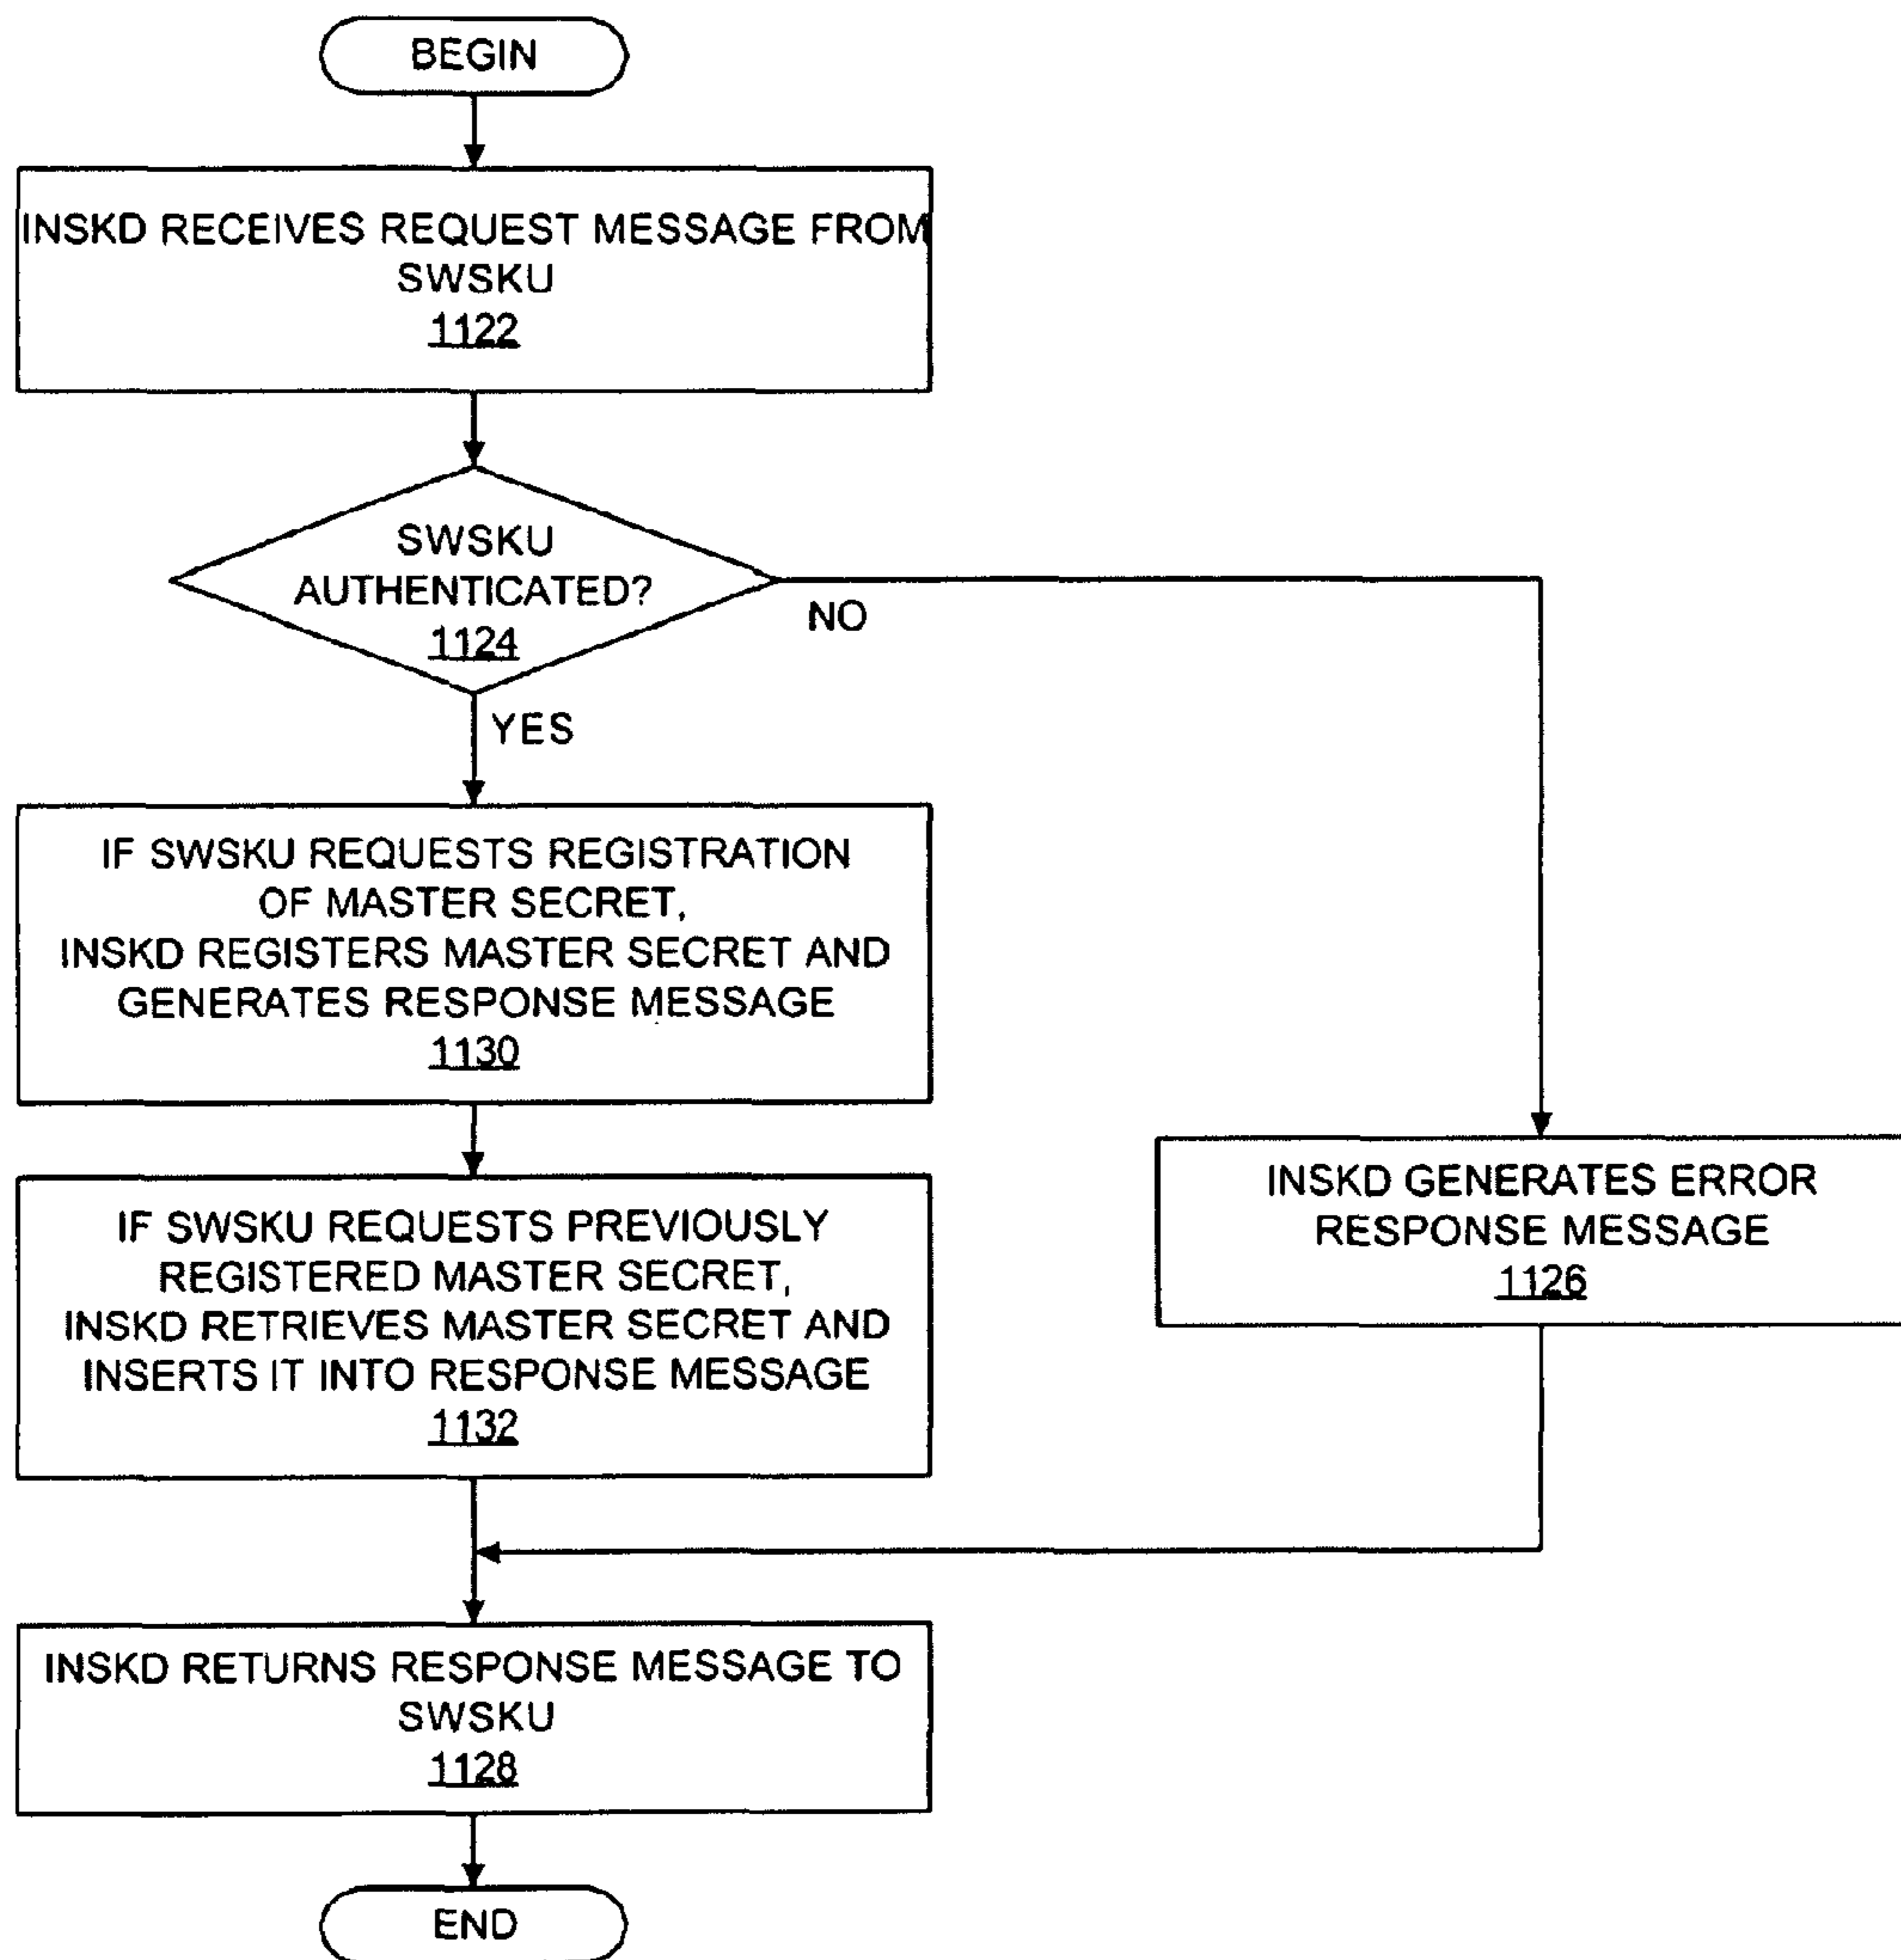 BEGIN
INSKD RECEIVES REQUEST MESSAGE FROM
SWSKU
1122
SWSKU
AUTHENTICATED?
1124
NO
YES
IF SWSKU REQUESTS REGISTRATION
OF MASTER SECRET,
INSKD REGISTERS MASTER SECRET AND
GENERATES RESPONSE MESSAGE
1130
IF SWSKU REQUESTS PREVIOUSLY
REGISTERED MASTER SECRET,
INSKD RETRIEVES MASTER SECRET AND
INSERTS IT INTO RESPONSE MESSAGE
1132
INSKD GENERATES ERROR
RESPONSE MESSAGE
1126
INSKD RETURNS RESPONSE MESSAGE TO
SWSKU
1128
END